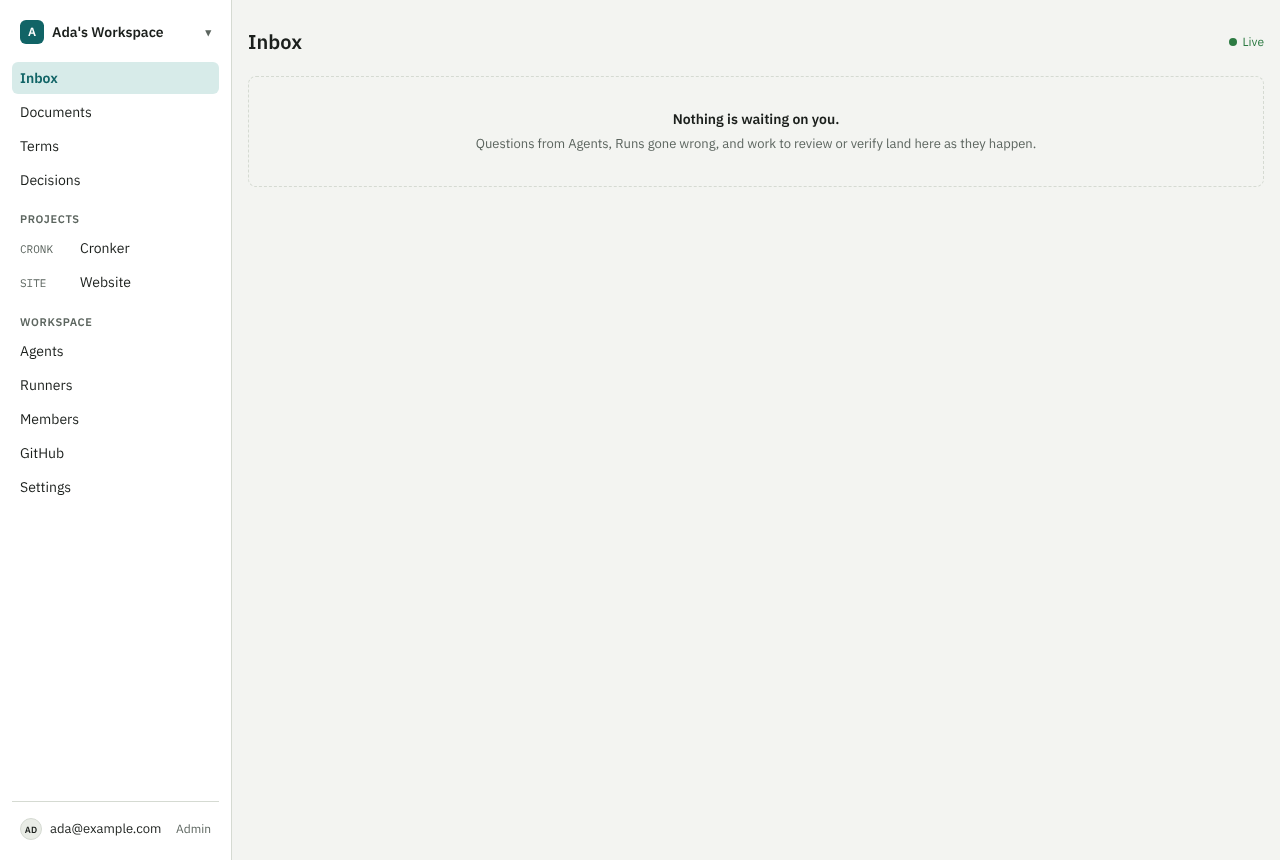 A Ada's Workspace ▾
Inbox
Documents
Terms
Decisions
PROJECTS
CRONK Cronker
SITE Website
WORKSPACE
Agents
Runners
Members
GitHub
Settings
AD ada@example.com Admin
Inbox
Live
Nothing is waiting on you.
Questions from Agents, Runs gone wrong, and work to review or verify land here as they happen.